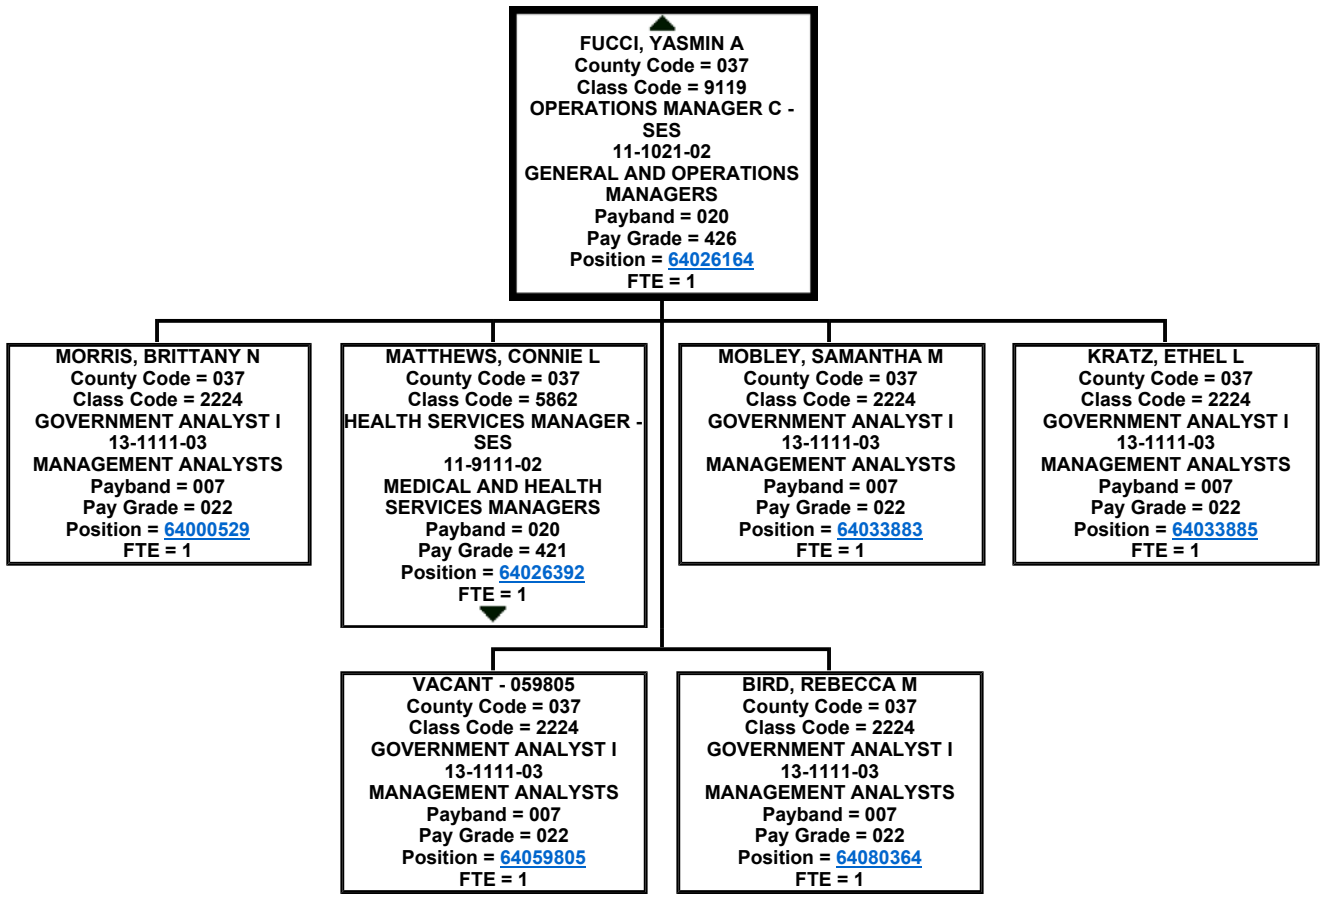 FUCCI, YASMIN A
County Code = 037
Class Code = 9119
OPERATIONS MANAGER C -
SES
11-1021-02
GENERAL AND OPERATIONS
MANAGERS
Payband = 020
Pay Grade = 426
Position = 64026164
FTE = 1
MORRIS, BRITTANY N
County Code = 037
Class Code = 2224
GOVERNMENT ANALYST I
13-1111-03
MANAGEMENT ANALYSTS
Payband = 007
Pay Grade = 022
Position = 64000529
FTE = 1
MATTHEWS, CONNIE L
County Code = 037
Class Code = 5862
HEALTH SERVICES MANAGER -
SES
11-9111-02
MEDICAL AND HEALTH
SERVICES MANAGERS
Payband = 020
Pay Grade = 421
Position = 64026392
FTE = 1
MOBLEY, SAMANTHA M
County Code = 037
Class Code = 2224
GOVERNMENT ANALYST I
13-1111-03
MANAGEMENT ANALYSTS
Payband = 007
Pay Grade = 022
Position = 64033883
FTE = 1
KRATZ, ETHEL L
County Code = 037
Class Code = 2224
GOVERNMENT ANALYST I
13-1111-03
MANAGEMENT ANALYSTS
Payband = 007
Pay Grade = 022
Position = 64033885
FTE = 1
VACANT - 059805
County Code = 037
Class Code = 2224
GOVERNMENT ANALYST I
13-1111-03
MANAGEMENT ANALYSTS
Payband = 007
Pay Grade = 022
Position = 64059805
FTE = 1
BIRD, REBECCA M
County Code = 037
Class Code = 2224
GOVERNMENT ANALYST I
13-1111-03
MANAGEMENT ANALYSTS
Payband = 007
Pay Grade = 022
Position = 64080364
FTE = 1